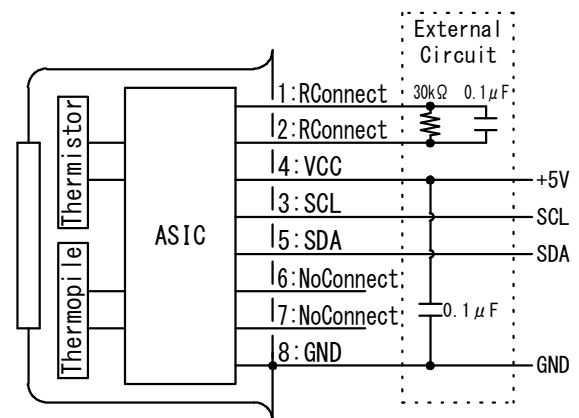 External
Circuit
30kΩ 0.1μF
1:RConnect
2:RConnect
4:VCC
+5V
3:SCL
SCL
5:SDA
SDA
6:NoConnect
7:NoConnect
0.1μF
8:GND
GND
Thermistor
Thermopile
ASIC